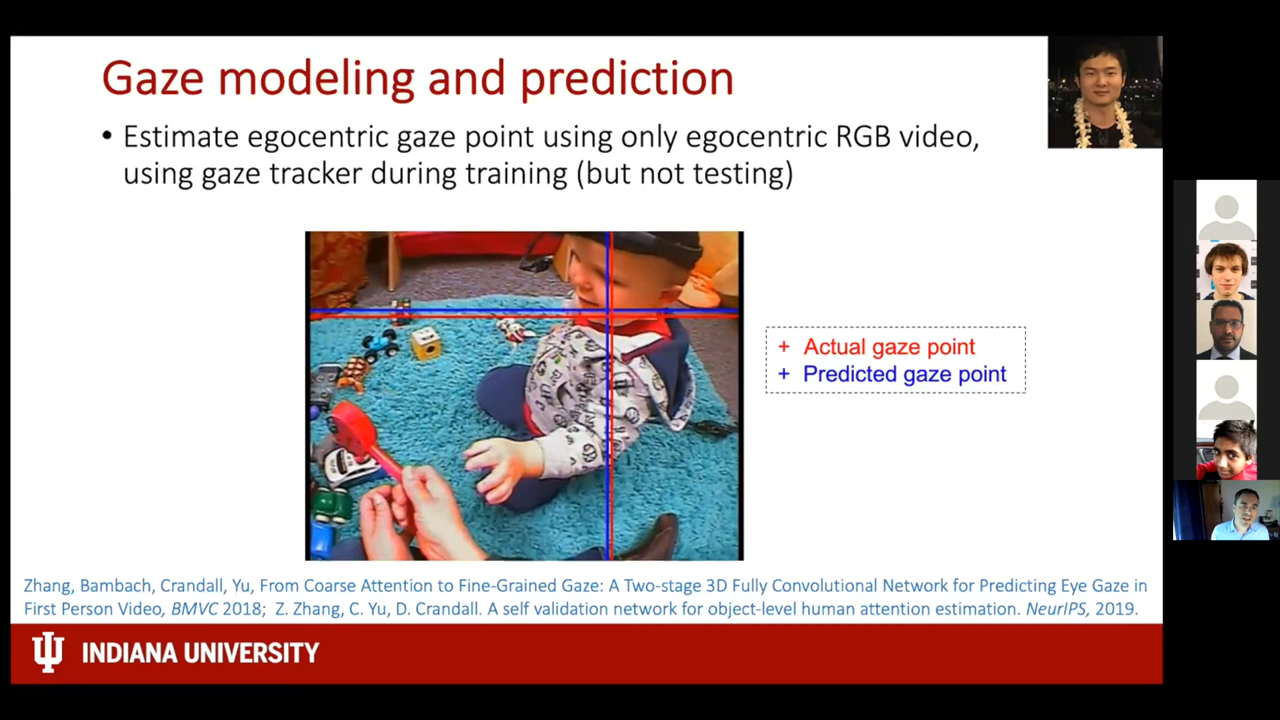 Gaze modeling and prediction
• Estimate egocentric gaze point using only egocentric RGB video,
using gaze tracker during training (but not testing)
+ Actual gaze point
+ Predicted gaze point
Zhang, Bambach, Crandall, Yu, From Coarse Attention to Fine-Grained Gaze: A Two-stage 3D Fully Convolutional Network for Predicting Eye Gaze in
First Person Video, BMVC 2018; Z. Zhang, C. Yu, D. Crandall. A self validation network for object-level human attention estimation. NeurIPS, 2019.
INDIANA UNIVERSITY